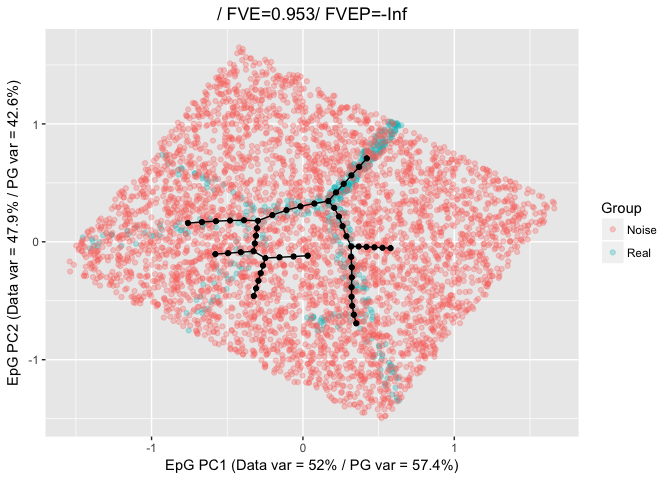 / FVE=0.953/ FVEP=-Inf
EpG PC2 (Data var = 47.9% / PG var = 42.6%)
1
0
-1
-1
0
1
EpG PC1 (Data var = 52% / PG var = 57.4%)
Group
Noise
Real